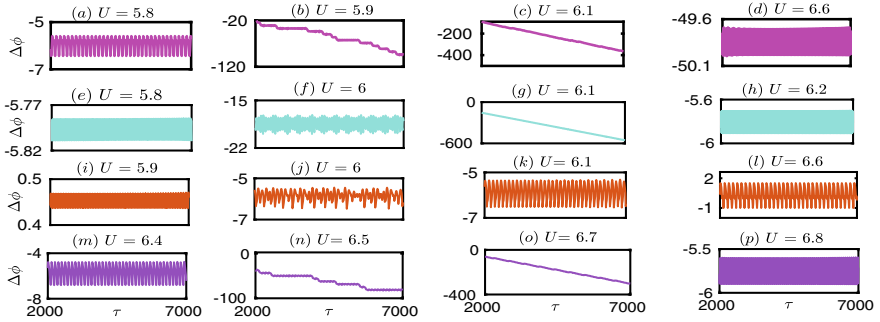 (a) U = 5.8 (b) U = 5.9 (c) U = 6.1 (d) U = 6.6
Δϕ -5 -7
-20 -120
-200 -400
-49.6 -50.1
(e) U = 5.8 (f) U = 6 (g) U = 6.1 (h) U = 6.2
Δϕ -5.77 -5.82
-15 -22
0 -600
-5.6 -6
(i) U = 5.9 (j) U = 6 (k) U= 6.1 (l) U = 6.6
Δϕ 0.5 0.4
-5 -7
-5 -7
2 -1
(m) U = 6.4 (n) U= 6.5 (o) U= 6.7 (p) U = 6.8
Δϕ -4 -8
0 -100
0 -400
-5.5 -6
2000 τ 7000 2000 τ 7000 2000 τ 7000 2000 τ 7000